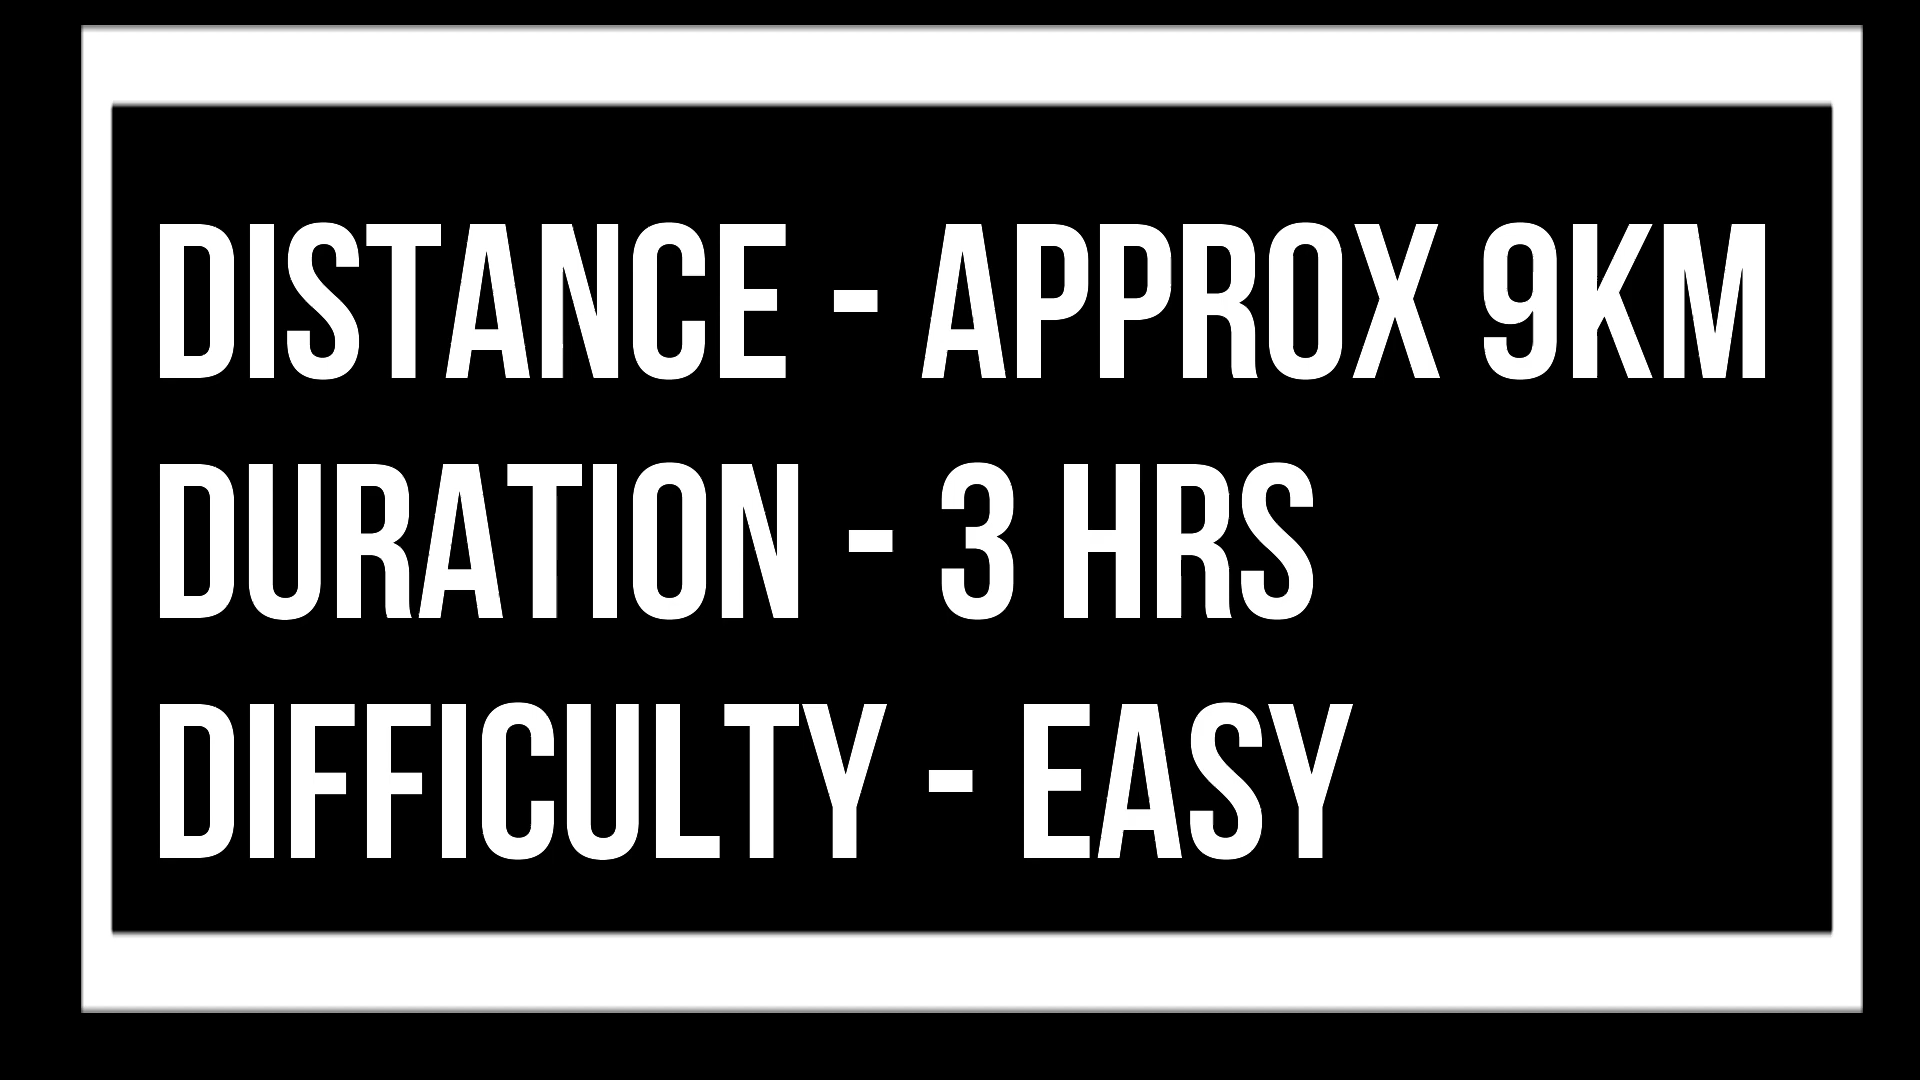 DISTANCE - APPROX 9KM
DURATION - 3 HRS
DIFFICULTY - EASY